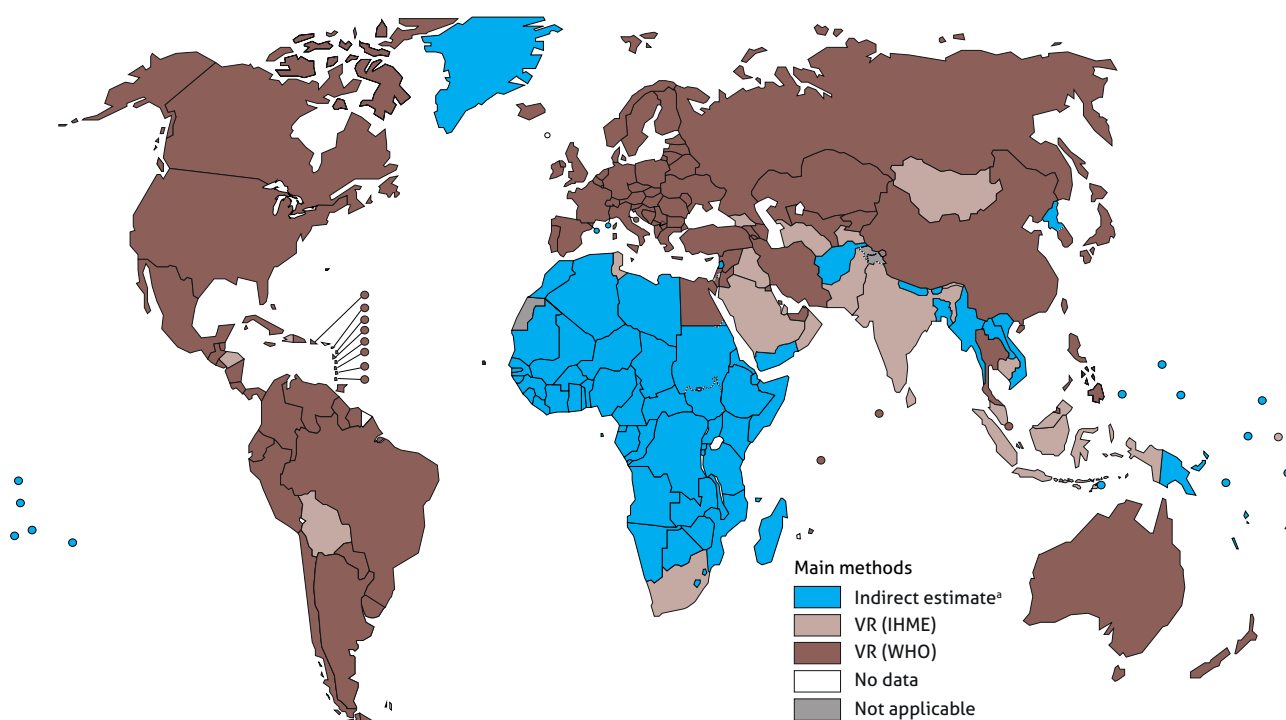 Main methods
Indirect estimateᵃ
VR (IHME)
VR (WHO)
No data
Not applicable